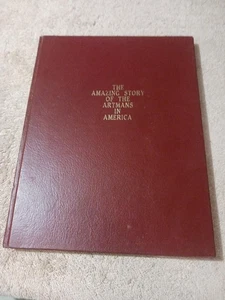 THE
AMAZING STORY
OF THE
ARTMANS
IN
AMERICA